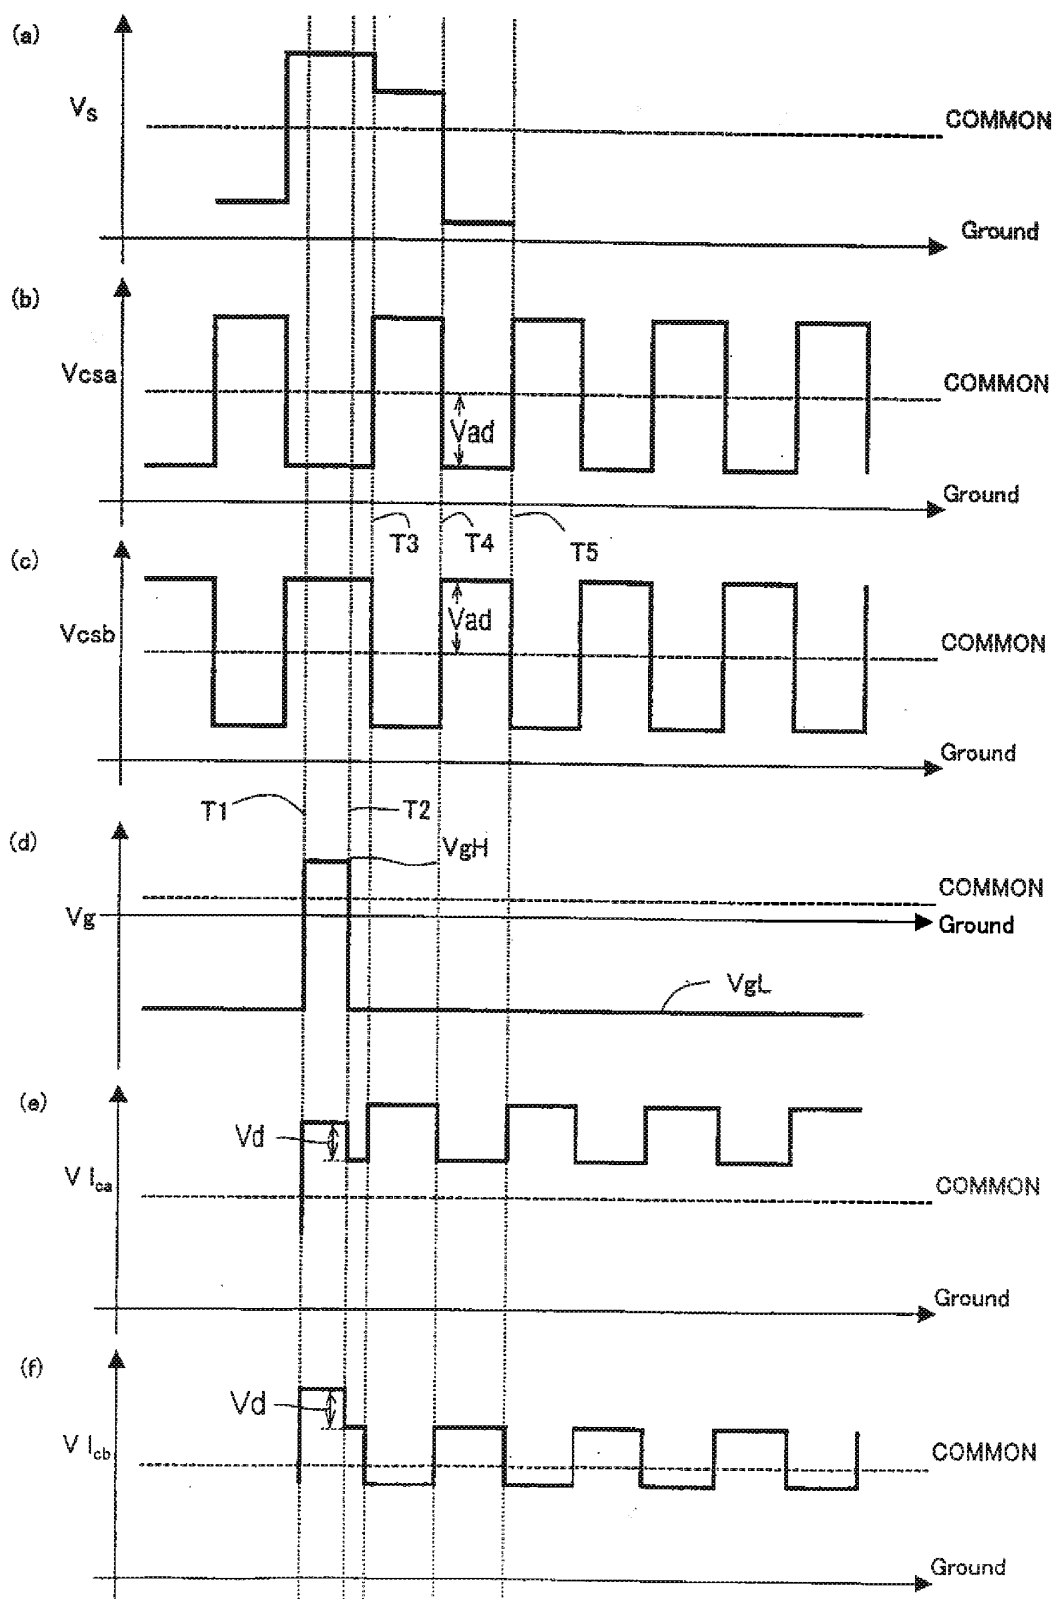 (a)
Vs
COMMON
Ground
(b)
Vcsa
COMMON
Vad
Ground
T3
T4
T5
(c)
Vcsb
Vad
COMMON
Ground
T1
T2
(d)
VgH
COMMON
Vg
Ground
VgL
(e)
Vd
V lca
COMMON
Ground
(f)
Vd
V lcb
COMMON
Ground